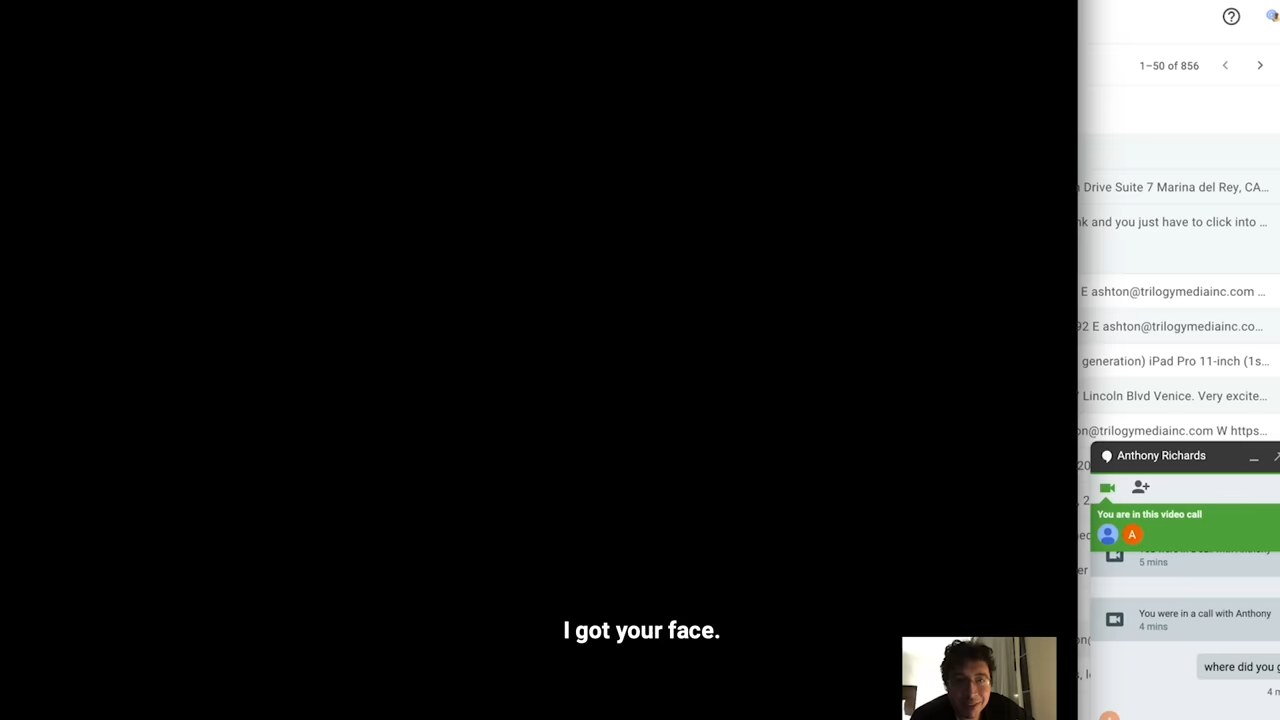 1–50 of 856
Drive Suite 7 Marina del Rey, CA...
and you just have to click into ...
E ashton@trilogymediainc.com ...
92 E ashton@trilogymediainc.co...
generation) iPad Pro 11-inch (1s...
Lincoln Blvd Venice. Very excite...
on@trilogymediainc.com W https...
Anthony Richards
You are in this video call
A
5 mins
You were in a call with Anthony
4 mins
I got your face.
where did you g
4 m